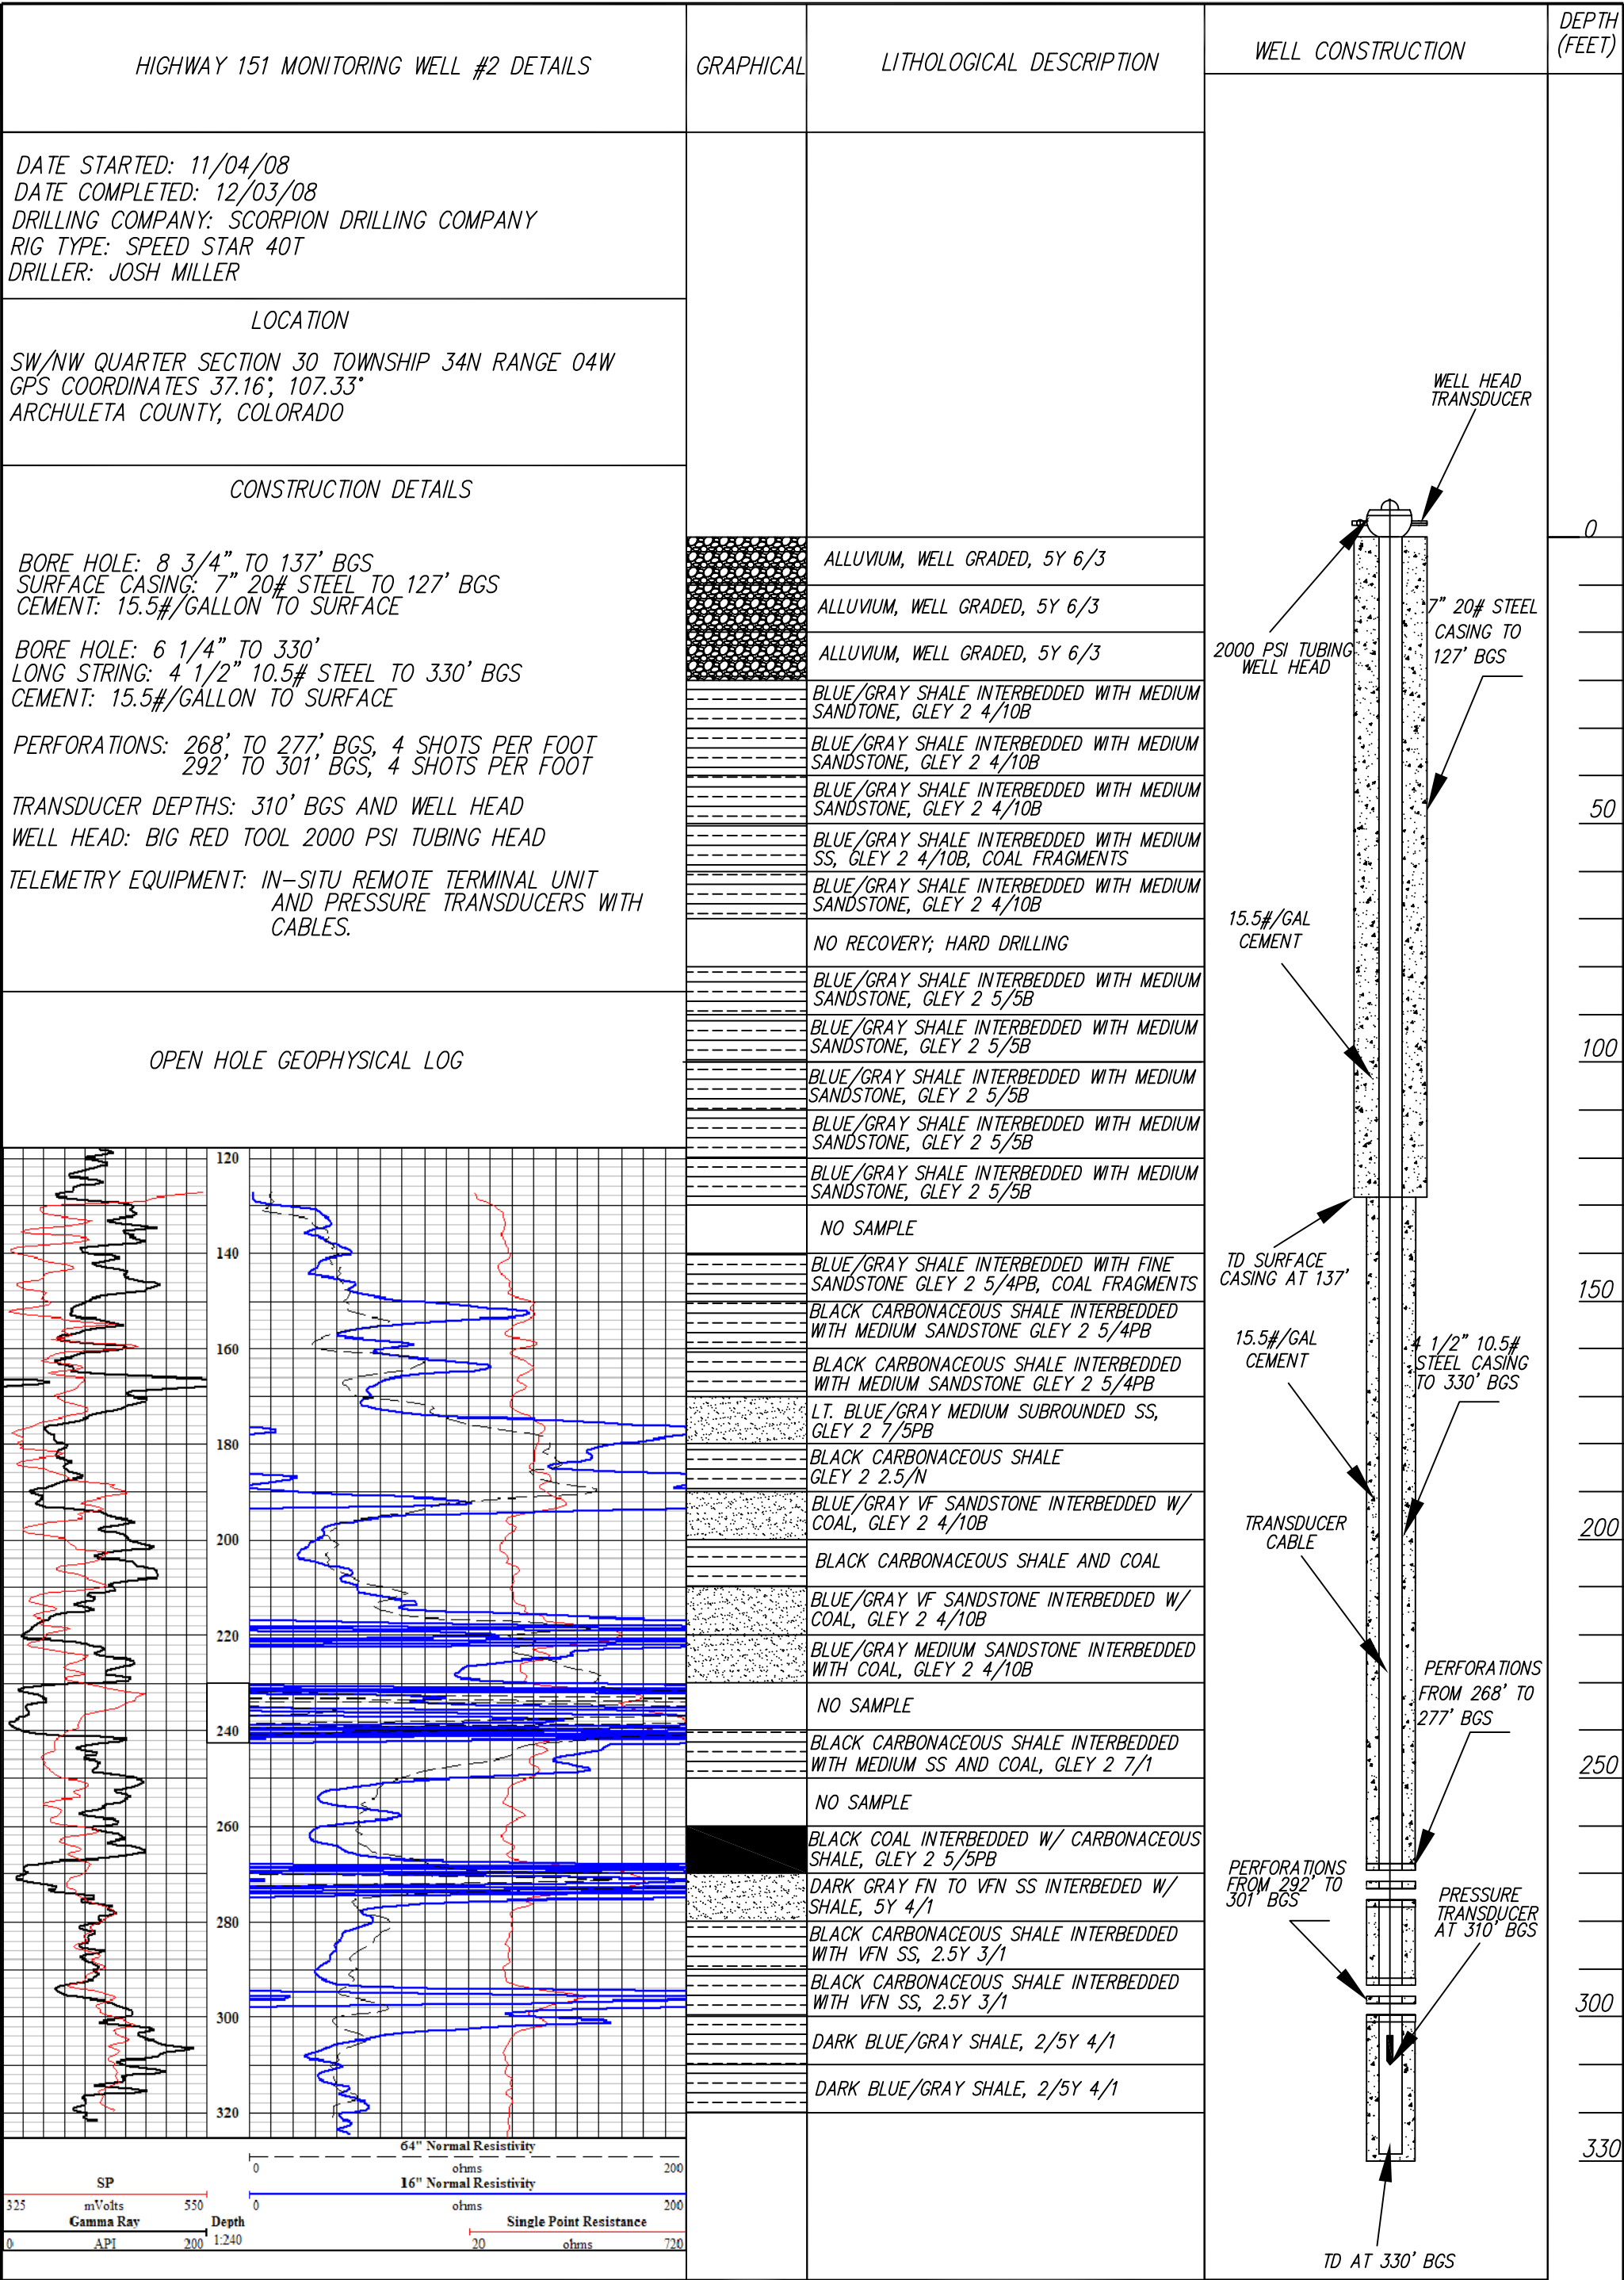 HIGHWAY 151 MONITORING WELL #2 DETAILS
GRAPHICAL
LITHOLOGICAL DESCRIPTION
WELL CONSTRUCTION
DEPTH
(FEET)
DATE STARTED: 11/04/08
DATE COMPLETED: 12/03/08
DRILLING COMPANY: SCORPION DRILLING COMPANY
RIG TYPE: SPEED STAR 40T
DRILLER: JOSH MILLER
LOCATION
SW/NW QUARTER SECTION 30 TOWNSHIP 34N RANGE 04W
GPS COORDINATES 37.16°, 107.33°
ARCHULETA COUNTY, COLORADO
CONSTRUCTION DETAILS
BORE HOLE: 8 3/4" TO 137' BGS
SURFACE CASING: 7" 20# STEEL TO 127' BGS
CEMENT: 15.5#/GALLON TO SURFACE
BORE HOLE: 6 1/4" TO 330'
LONG STRING: 4 1/2" 10.5# STEEL TO 330' BGS
CEMENT: 15.5#/GALLON TO SURFACE
PERFORATIONS: 268' TO 277' BGS, 4 SHOTS PER FOOT
292' TO 301' BGS, 4 SHOTS PER FOOT
TRANSDUCER DEPTHS: 310' BGS AND WELL HEAD
WELL HEAD: BIG RED TOOL 2000 PSI TUBING HEAD
TELEMETRY EQUIPMENT: IN-SITU REMOTE TERMINAL UNIT
AND PRESSURE TRANSDUCERS WITH
CABLES.
OPEN HOLE GEOPHYSICAL LOG
120
140
160
180
200
220
240
260
280
300
320
64" Normal Resistivity
0 ohms 200
16" Normal Resistivity
0 ohms 200
Single Point Resistance
20 ohms 720
SP
325 mVolts 550
Gamma Ray
0 API 200
Depth
1:240
ALLUVIUM, WELL GRADED, 5Y 6/3
ALLUVIUM, WELL GRADED, 5Y 6/3
ALLUVIUM, WELL GRADED, 5Y 6/3
BLUE/GRAY SHALE INTERBEDDED WITH MEDIUM
SANDTONE, GLEY 2 4/10B
BLUE/GRAY SHALE INTERBEDDED WITH MEDIUM
SANDSTONE, GLEY 2 4/10B
BLUE/GRAY SHALE INTERBEDDED WITH MEDIUM
SANDSTONE, GLEY 2 4/10B
BLUE/GRAY SHALE INTERBEDDED WITH MEDIUM
SS, GLEY 2 4/10B, COAL FRAGMENTS
BLUE/GRAY SHALE INTERBEDDED WITH MEDIUM
SANDSTONE, GLEY 2 4/10B
NO RECOVERY; HARD DRILLING
BLUE/GRAY SHALE INTERBEDDED WITH MEDIUM
SANDSTONE, GLEY 2 5/5B
BLUE/GRAY SHALE INTERBEDDED WITH MEDIUM
SANDSTONE, GLEY 2 5/5B
BLUE/GRAY SHALE INTERBEDDED WITH MEDIUM
SANDSTONE, GLEY 2 5/5B
BLUE/GRAY SHALE INTERBEDDED WITH MEDIUM
SANDSTONE, GLEY 2 5/5B
BLUE/GRAY SHALE INTERBEDDED WITH MEDIUM
SANDSTONE, GLEY 2 5/5B
NO SAMPLE
BLUE/GRAY SHALE INTERBEDDED WITH FINE
SANDSTONE GLEY 2 5/4PB, COAL FRAGMENTS
BLACK CARBONACEOUS SHALE INTERBEDDED
WITH MEDIUM SANDSTONE GLEY 2 5/4PB
BLACK CARBONACEOUS SHALE INTERBEDDED
WITH MEDIUM SANDSTONE GLEY 2 5/4PB
LT. BLUE/GRAY MEDIUM SUBROUNDED SS,
GLEY 2 7/5PB
BLACK CARBONACEOUS SHALE
GLEY 2 2.5/N
BLUE/GRAY VF SANDSTONE INTERBEDDED W/
COAL, GLEY 2 4/10B
BLACK CARBONACEOUS SHALE AND COAL
BLUE/GRAY VF SANDSTONE INTERBEDDED W/
COAL, GLEY 2 4/10B
BLUE/GRAY MEDIUM SANDSTONE INTERBEDDED
WITH COAL, GLEY 2 4/10B
NO SAMPLE
BLACK CARBONACEOUS SHALE INTERBEDDED
WITH MEDIUM SS AND COAL, GLEY 2 7/1
NO SAMPLE
BLACK COAL INTERBEDDED W/ CARBONACEOUS
SHALE, GLEY 2 5/5PB
DARK GRAY FN TO VFN SS INTERBEDED W/
SHALE, 5Y 4/1
BLACK CARBONACEOUS SHALE INTERBEDDED
WITH VFN SS, 2.5Y 3/1
BLACK CARBONACEOUS SHALE INTERBEDDED
WITH VFN SS, 2.5Y 3/1
DARK BLUE/GRAY SHALE, 2/5Y 4/1
DARK BLUE/GRAY SHALE, 2/5Y 4/1
WELL HEAD
TRANSDUCER
2000 PSI TUBING
WELL HEAD
7" 20# STEEL
CASING TO
127' BGS
15.5#/GAL
CEMENT
TD SURFACE
CASING AT 137'
15.5#/GAL
CEMENT
4 1/2" 10.5#
STEEL CASING
TO 330' BGS
TRANSDUCER
CABLE
PERFORATIONS
FROM 268' TO
277' BGS
PERFORATIONS
FROM 292' TO
301' BGS
PRESSURE
TRANSDUCER
AT 310' BGS
TD AT 330' BGS
0
50
100
150
200
250
300
330